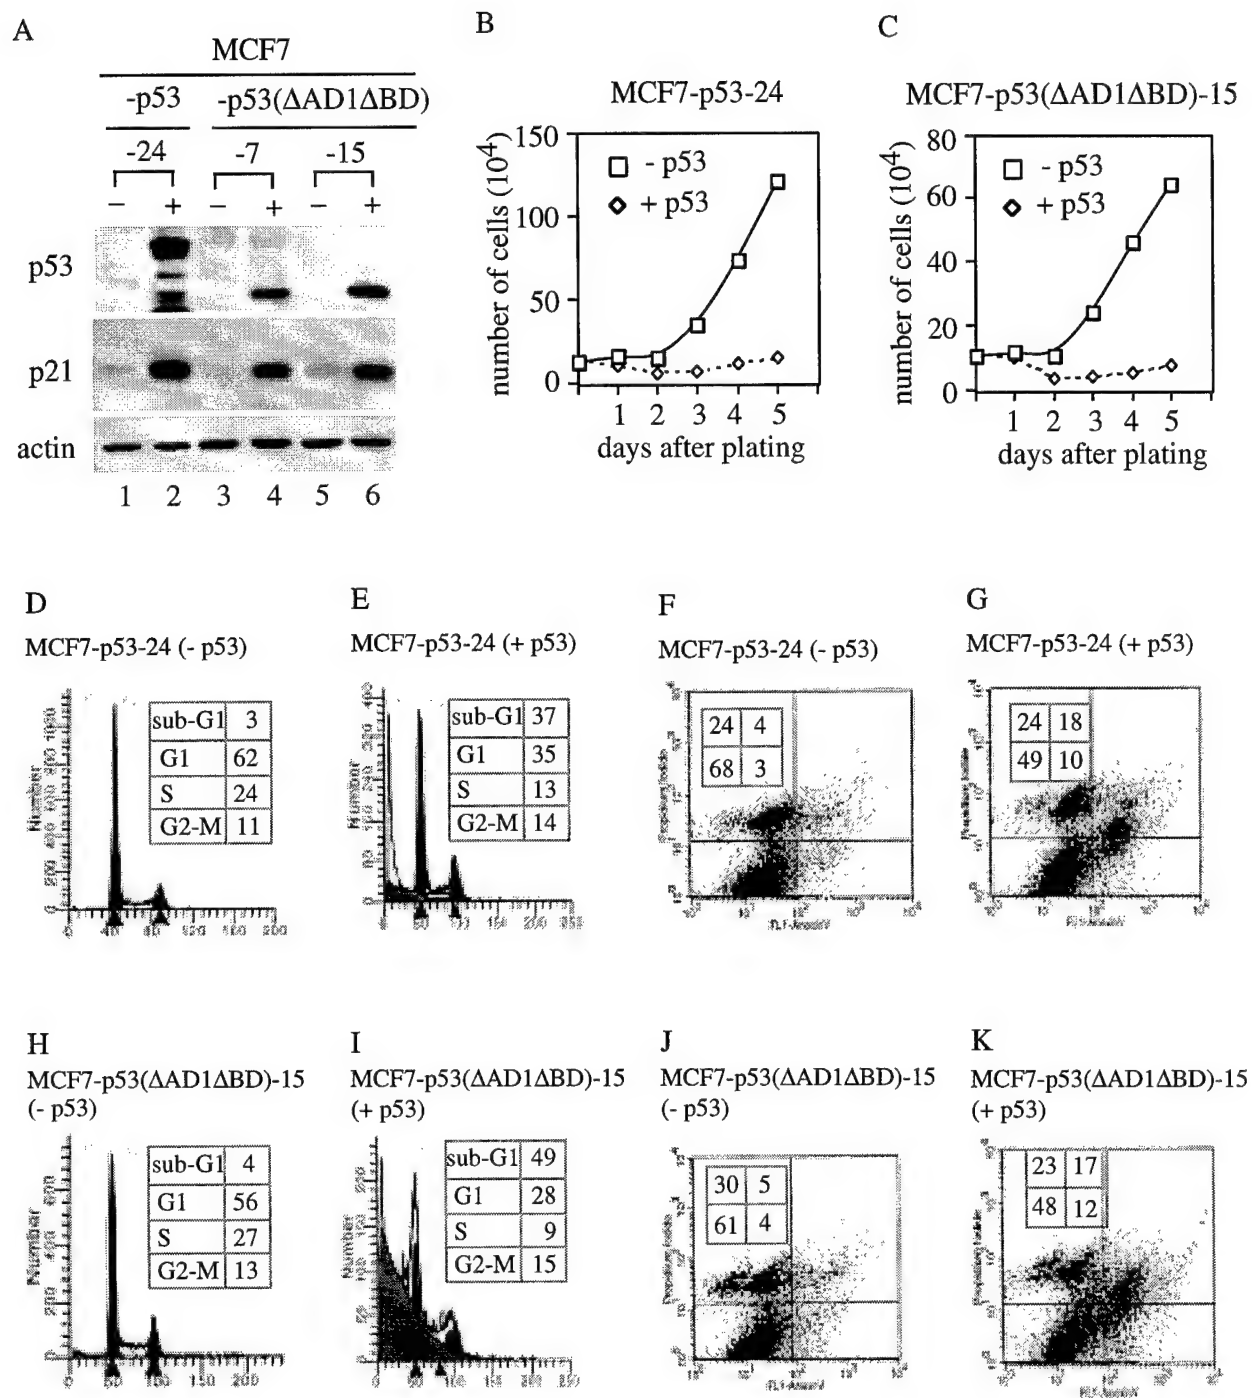 A
MCF7
-p53 -p53(ΔAD1ΔBD)
-24 -7 -15
− + − + − +
p53
p21
actin
1 2 3 4 5 6
B
MCF7-p53-24
number of cells (10⁴)
150
100
50
0
- p53
+ p53
1 2 3 4 5
days after plating
C
MCF7-p53(ΔAD1ΔBD)-15
number of cells (10⁴)
80
60
40
20
0
- p53
+ p53
1 2 3 4 5
days after plating
D
MCF7-p53-24 (- p53)
Number
sub-G1 3
G1 62
S 24
G2-M 11
E
MCF7-p53-24 (+ p53)
Number
sub-G1 37
G1 35
S 13
G2-M 14
F
MCF7-p53-24 (- p53)
24 4
68 3
G
MCF7-p53-24 (+ p53)
24 18
49 10
H
MCF7-p53(ΔAD1ΔBD)-15
(- p53)
Number
sub-G1 4
G1 56
S 27
G2-M 13
I
MCF7-p53(ΔAD1ΔBD)-15
(+ p53)
Number
sub-G1 49
G1 28
S 9
G2-M 15
J
MCF7-p53(ΔAD1ΔBD)-15
(- p53)
30 5
61 4
K
MCF7-p53(ΔAD1ΔBD)-15
(+ p53)
23 17
48 12